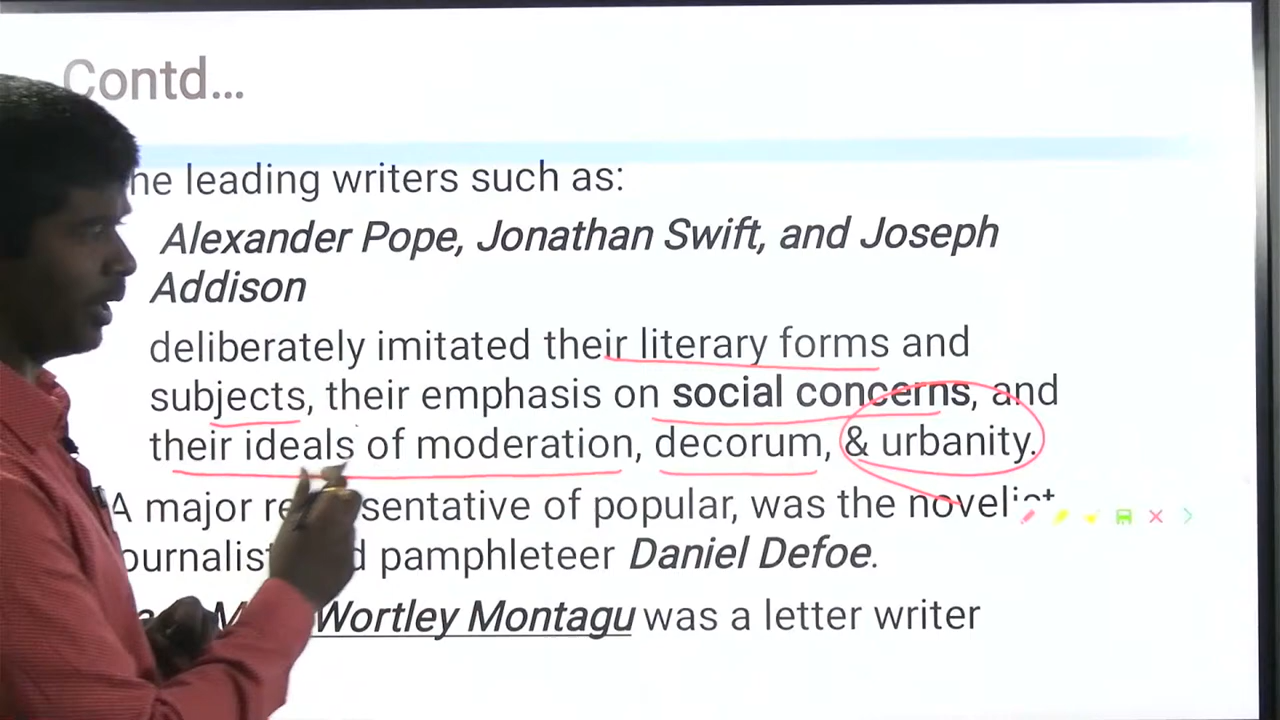 Contd...
he leading writers such as:
Alexander Pope, Jonathan Swift, and Joseph
Addison
deliberately imitated their literary forms and
subjects, their emphasis on social concerns, and
their ideals of moderation, decorum, & urbanity.
A major re sentative of popular, was the novelist
ournalist d pamphleteer Daniel Defoe.
Wortley Montagu was a letter writer